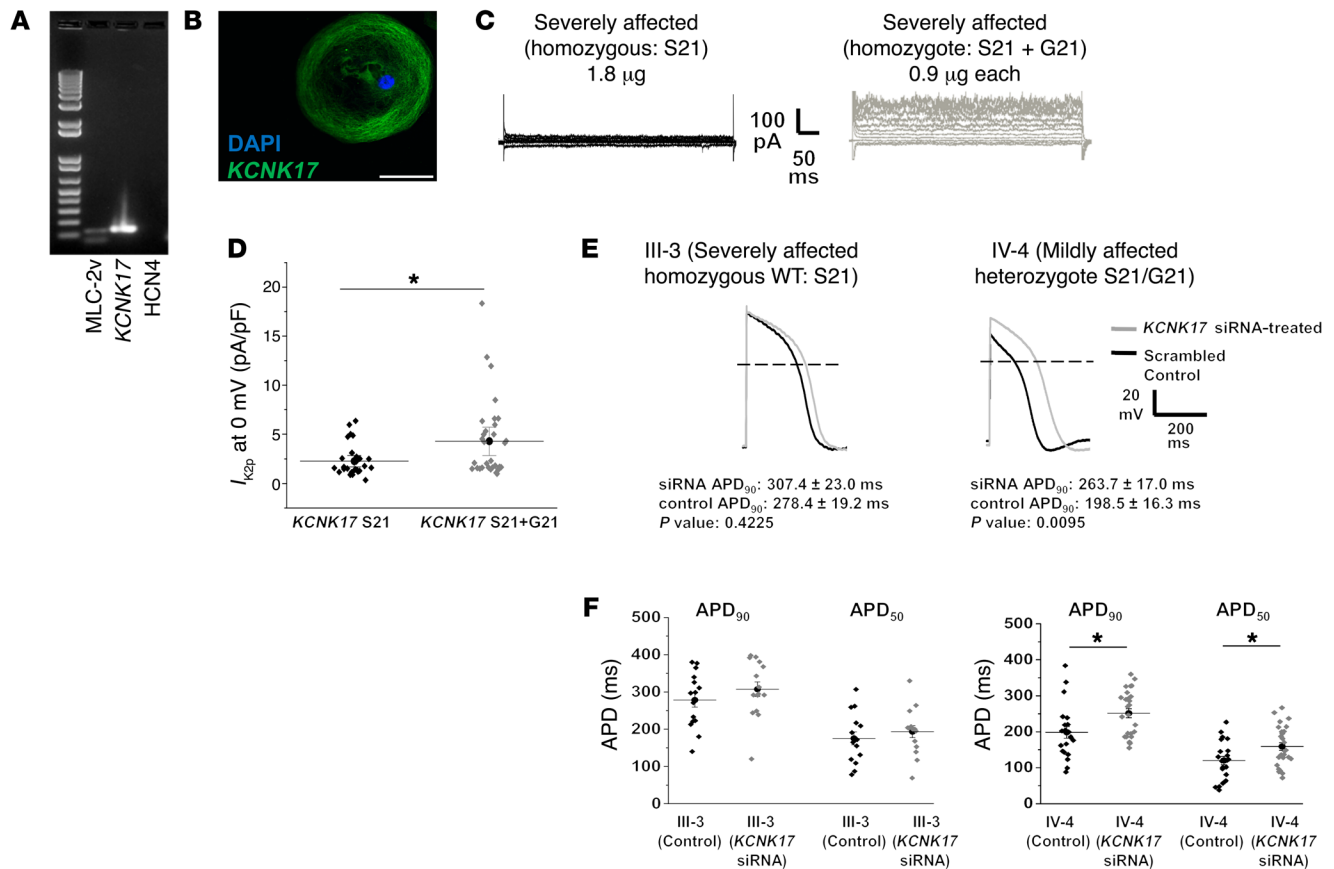 A
MLC-2v
KCNK17
HCN4
B
DAPI
KCNK17
C
Severely affected
(homozygous: S21)
1.8 μg
100
pA
50
ms
Severely affected
(homozygote: S21 + G21)
0.9 μg each
D
*
I K2p at 0 mV (pA/pF)
20
15
10
5
0
KCNK17 S21
KCNK17 S21+G21
E
III-3 (Severely affected
homozygous WT: S21)
siRNA APD90: 307.4 ± 23.0 ms
control APD90: 278.4 ± 19.2 ms
P value: 0.4225
IV-4 (Mildly affected
heterozygote S21/G21)
KCNK17 siRNA-treated
Scrambled
Control
20
mV
200
ms
siRNA APD90: 263.7 ± 17.0 ms
control APD90: 198.5 ± 16.3 ms
P value: 0.0095
F
APD90
APD50
APD (ms)
500
400
300
200
100
0
III-3
(Control)
III-3
(KCNK17
siRNA)
III-3
(Control)
III-3
(KCNK17
siRNA)
APD90
APD50
*
*
APD (ms)
500
400
300
200
100
0
IV-4
(Control)
IV-4
(KCNK17
siRNA)
IV-4
(Control)
IV-4
(KCNK17
siRNA)